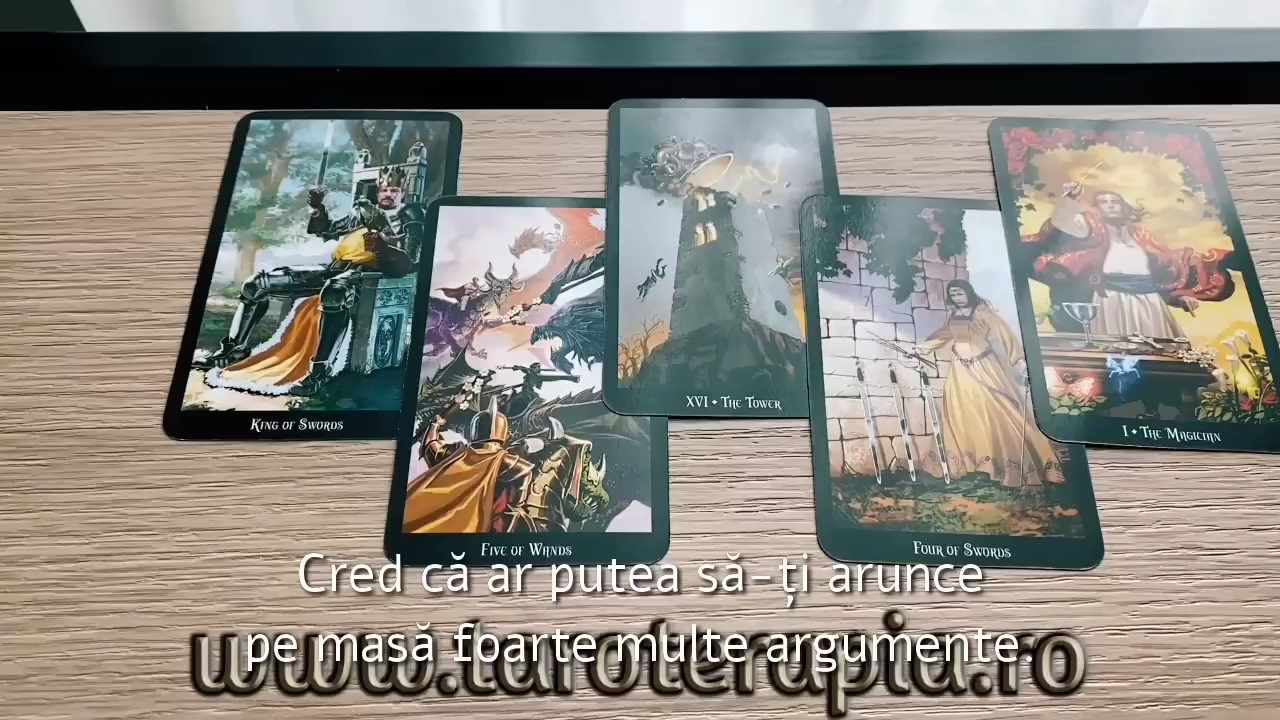 KING OF SWORDS
FIVE OF WANDS
XVI • THE TOWER
FOUR OF SWORDS
I • THE MAGICIAN
Cred că ar putea să-ți arunce
pe masă foarte multe argumente.
www.taroterapia.ro